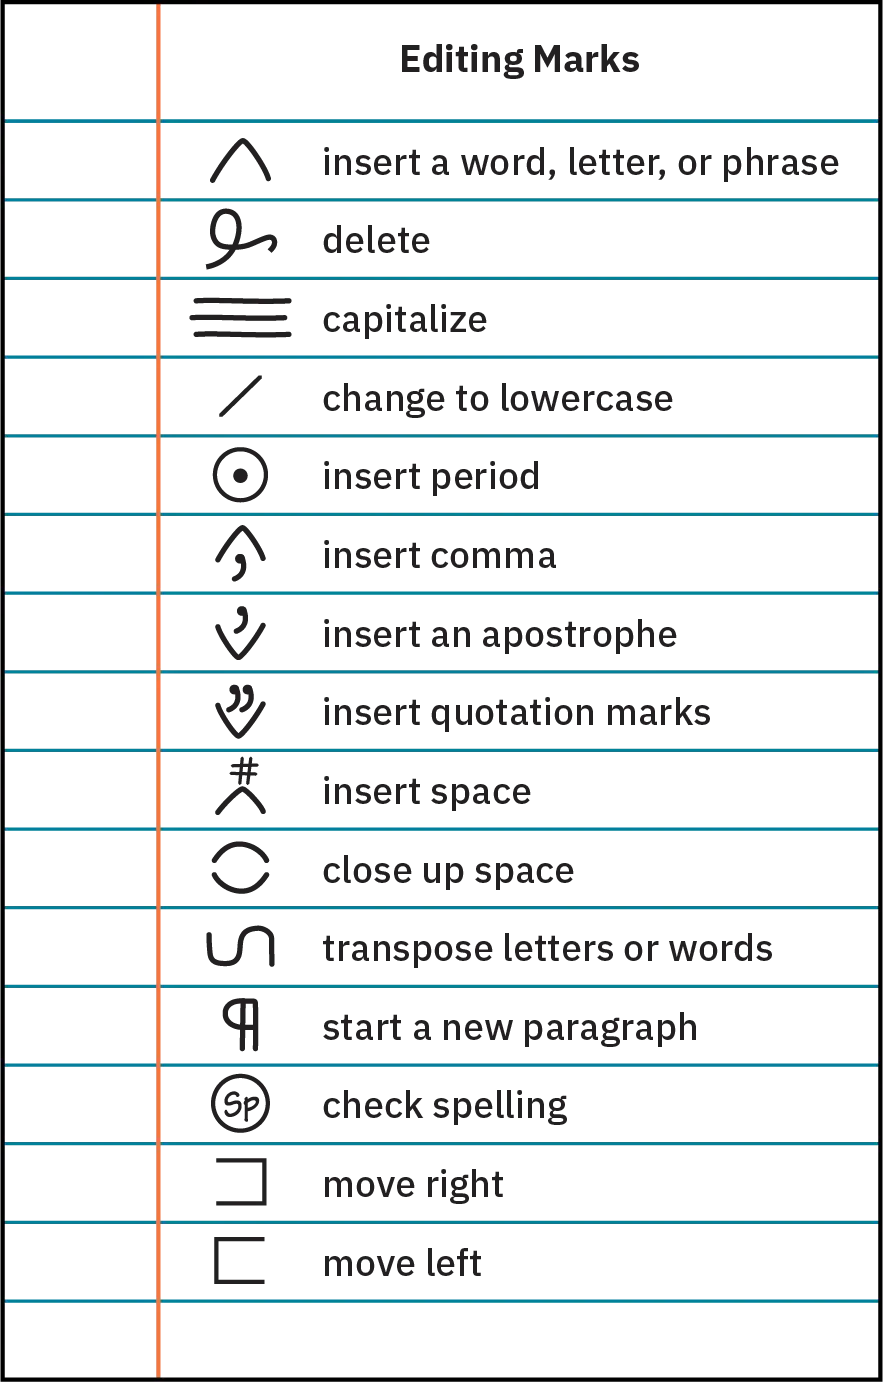 Editing Marks
insert a word, letter, or phrase
delete
capitalize
change to lowercase
insert period
insert comma
insert an apostrophe
insert quotation marks
# insert space
close up space
transpose letters or words
¶ start a new paragraph
Sp check spelling
move right
move left